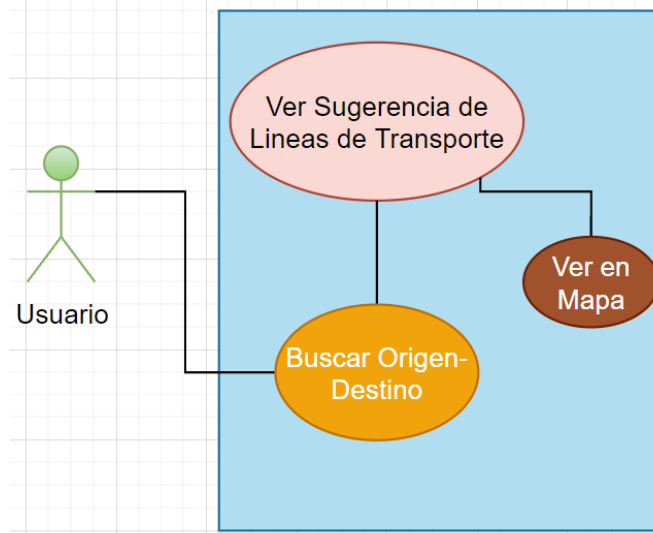 Ver Sugerencia de
Lineas de Transporte
Ver en
Mapa
Usuario
Buscar Origen-
Destino